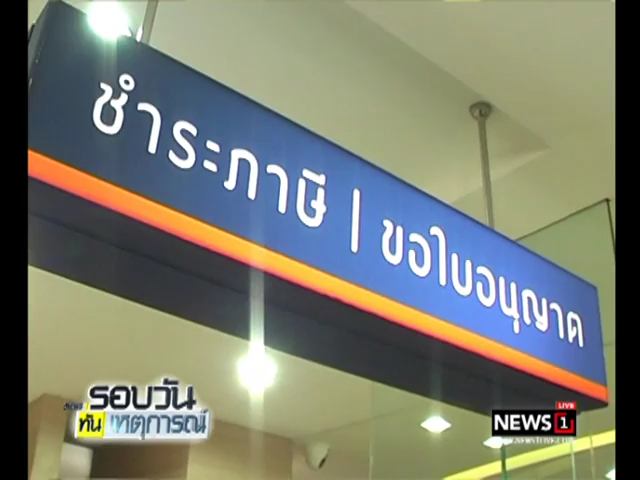 ชำระภาษี | ขอใบอนุญาต
รอบวัน
ทัน เหตุการณ์
LIVE
NEWS 1